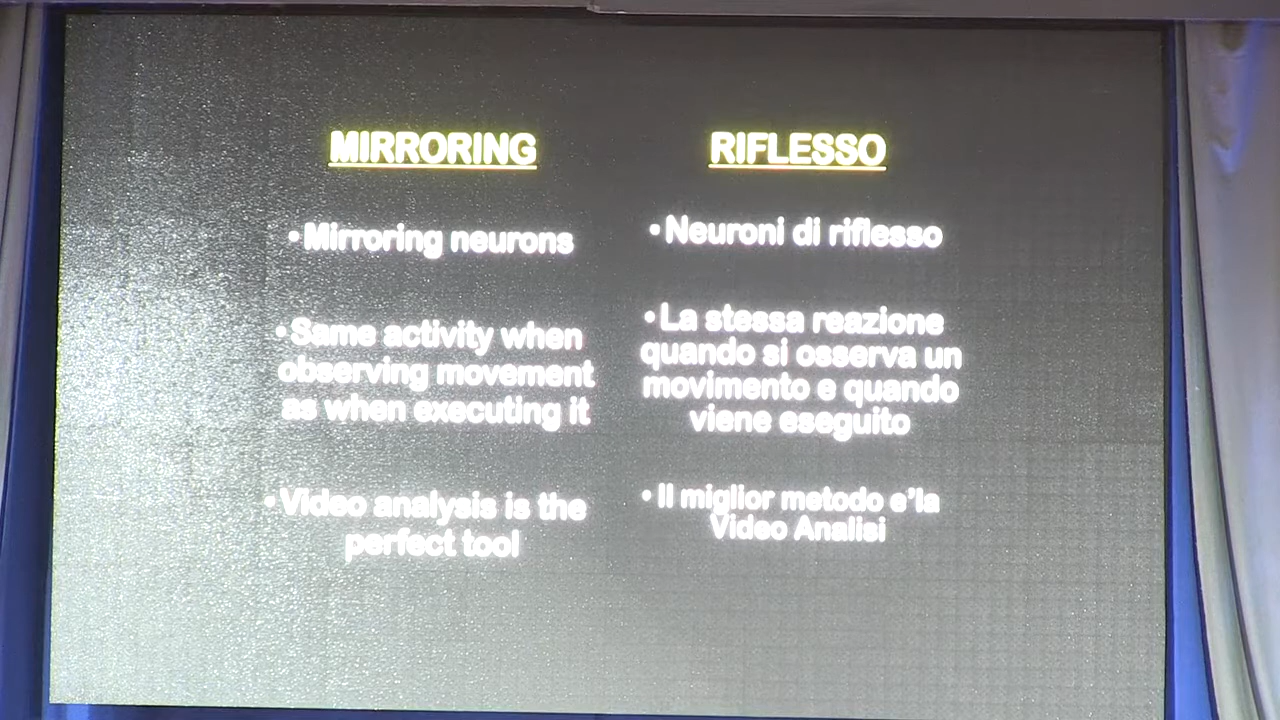 MIRRORING
• Mirroring neurons
• Same activity when
observing movement
as when executing it
• Video analysis is the
perfect tool
RIFLESSO
• Neuroni di riflesso
• La stessa reazione
quando si osserva un
movimento e quando
viene eseguito
• Il miglior metodo e'la
Video Analisi